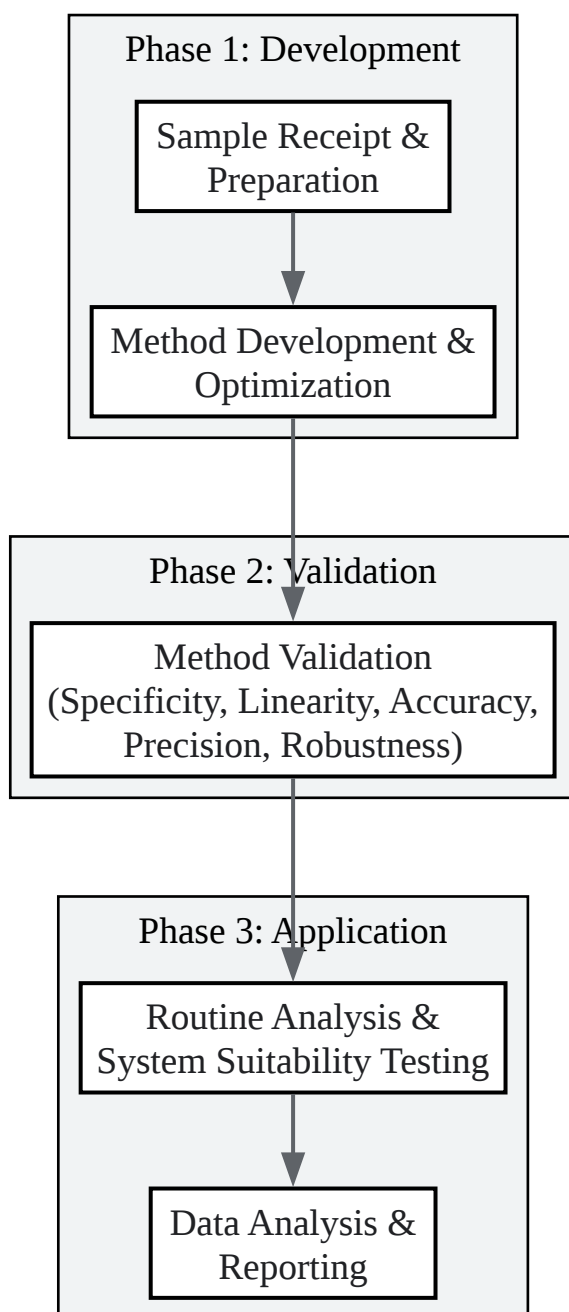 Phase 1: Development
Sample Receipt &
Preparation
Method Development &
Optimization
Phase 2: Validation
Method Validation
(Specificity, Linearity, Accuracy,
Precision, Robustness)
Phase 3: Application
Routine Analysis &
System Suitability Testing
Data Analysis &
Reporting